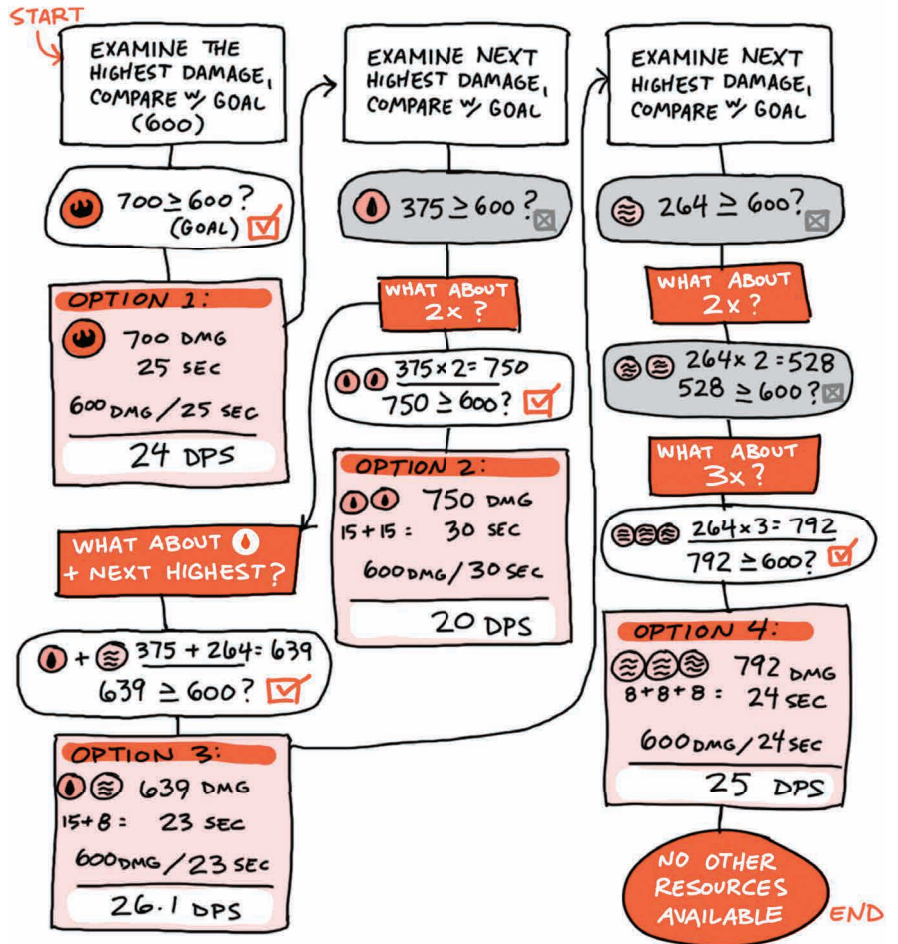 START
EXAMINE THE
HIGHEST DAMAGE,
COMPARE W/ GOAL
(600)
700 ≥ 600?
(GOAL)
OPTION 1:
700 DMG
25 SEC
600 DMG / 25 SEC
24 DPS
EXAMINE NEXT
HIGHEST DAMAGE,
COMPARE W/ GOAL
375 ≥ 600?
WHAT ABOUT
2x?
375 x 2 = 750
750 ≥ 600?
OPTION 2:
750 DMG
15 + 15 = 30 SEC
600 DMG / 30 SEC
20 DPS
WHAT ABOUT
+ NEXT HIGHEST?
+ 375 + 264 = 639
639 ≥ 600?
OPTION 3:
639 DMG
15 + 8 = 23 SEC
600 DMG / 23 SEC
26.1 DPS
EXAMINE NEXT
HIGHEST DAMAGE,
COMPARE W/ GOAL
264 ≥ 600?
WHAT ABOUT
2x?
264 x 2 = 528
528 ≥ 600?
WHAT ABOUT
3x?
264 x 3 = 792
792 ≥ 600?
OPTION 4:
792 DMG
8 + 8 + 8 = 24 SEC
600 DMG / 24 SEC
25 DPS
NO OTHER
RESOURCES
AVAILABLE
END